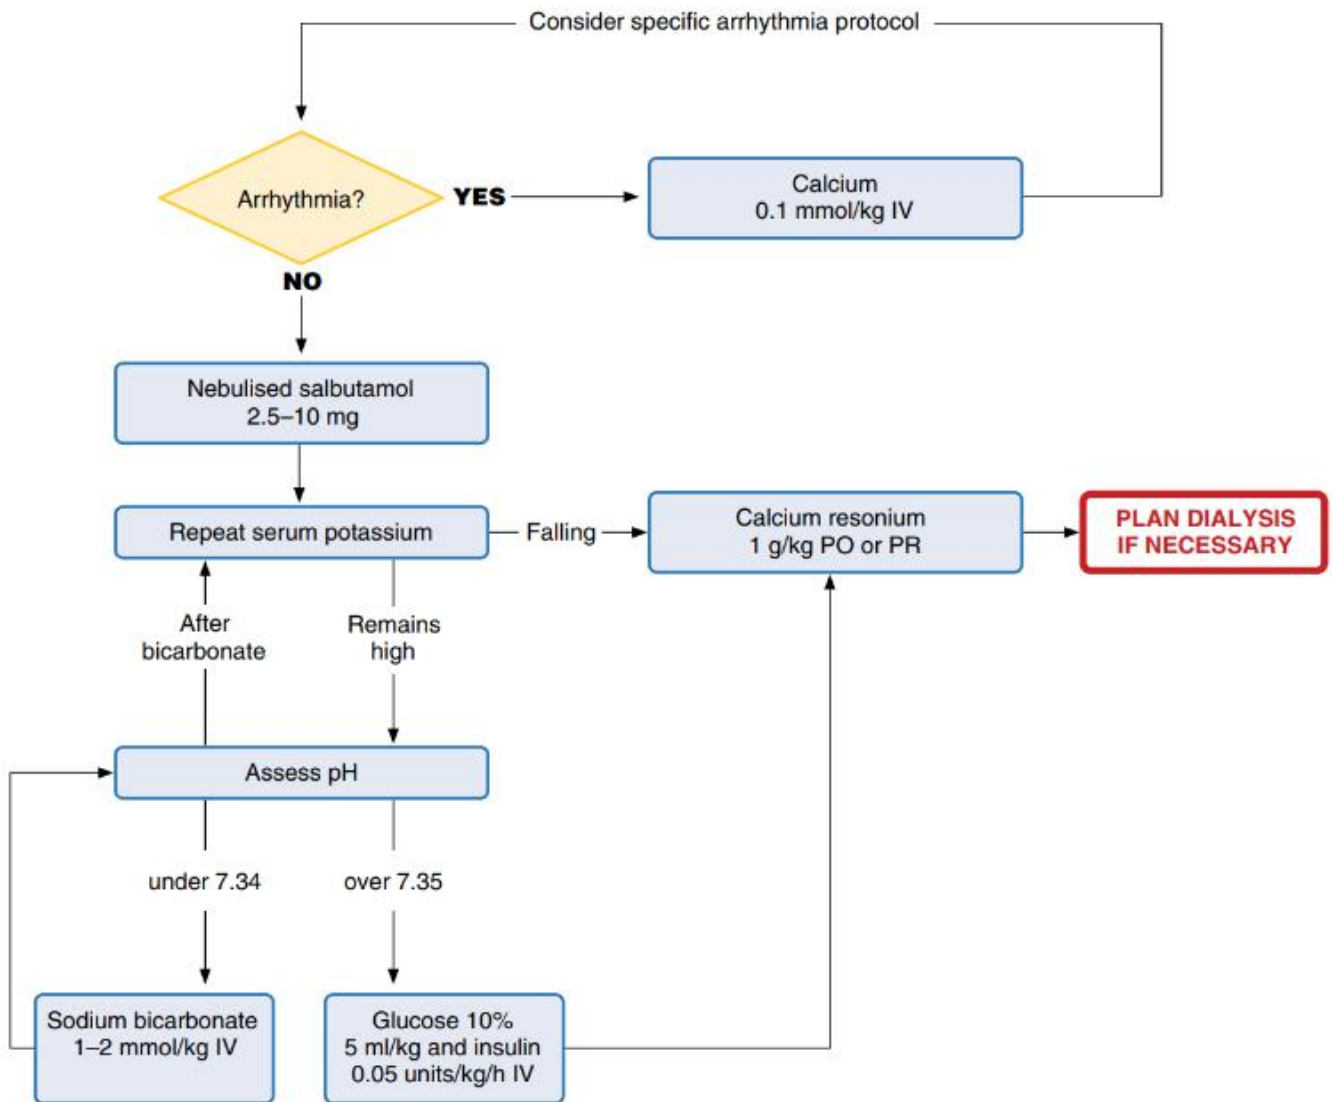 Consider specific arrhythmia protocol
Arrhythmia?
YES
Calcium
0.1 mmol/kg IV
NO
Nebulised salbutamol
2.5–10 mg
Repeat serum potassium
Falling
Calcium resonium
1 g/kg PO or PR
PLAN DIALYSIS
IF NECESSARY
After
bicarbonate
Remains
high
Assess pH
under 7.34
over 7.35
Sodium bicarbonate
1–2 mmol/kg IV
Glucose 10%
5 ml/kg and insulin
0.05 units/kg/h IV